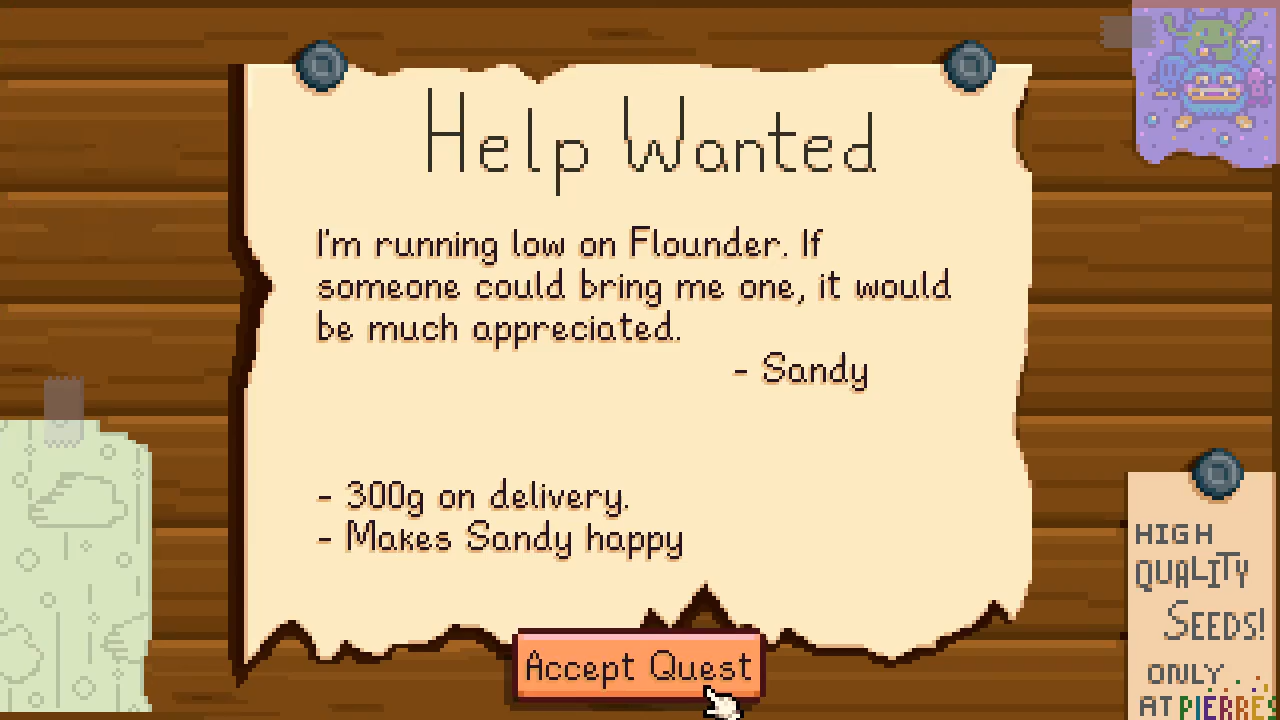 Help Wanted
I'm running low on Flounder. If
someone could bring me one, it would
be much appreciated.
- Sandy
- 300g on delivery.
- Makes Sandy happy
Accept Quest
HIGH
QUALITY
SEEDS!
ONLY
AT PIERRES